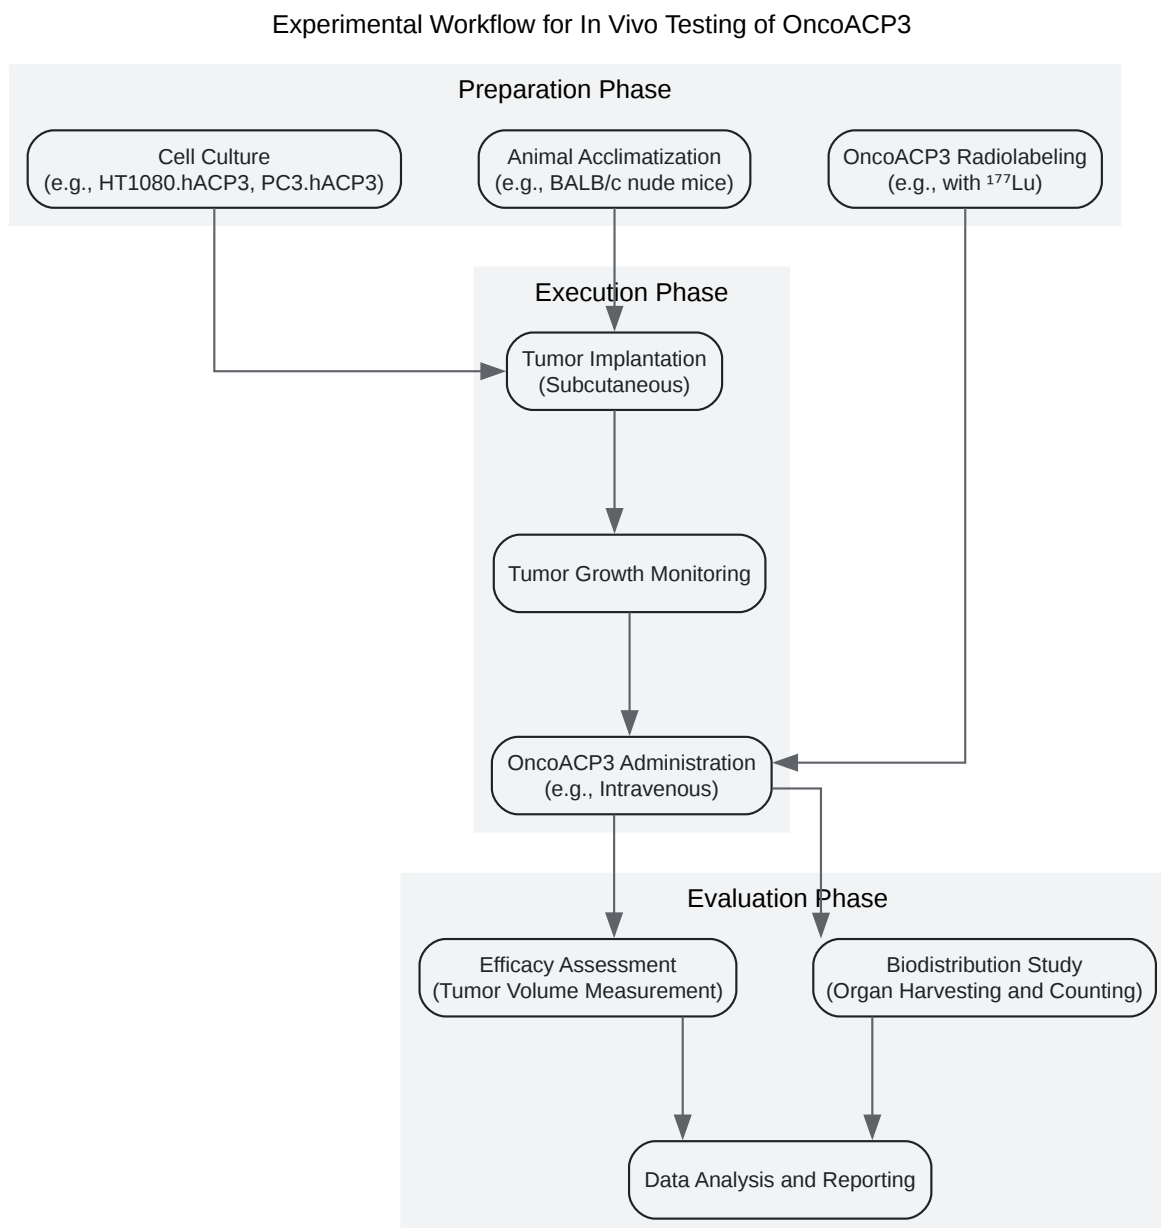 Experimental Workflow for In Vivo Testing of OncoACP3
Preparation Phase
Cell Culture
(e.g., HT1080.hACP3, PC3.hACP3)
Animal Acclimatization
(e.g., BALB/c nude mice)
OncoACP3 Radiolabeling
(e.g., with ¹⁷⁷Lu)
Execution Phase
Tumor Implantation
(Subcutaneous)
Tumor Growth Monitoring
OncoACP3 Administration
(e.g., Intravenous)
Evaluation Phase
Efficacy Assessment
(Tumor Volume Measurement)
Biodistribution Study
(Organ Harvesting and Counting)
Data Analysis and Reporting